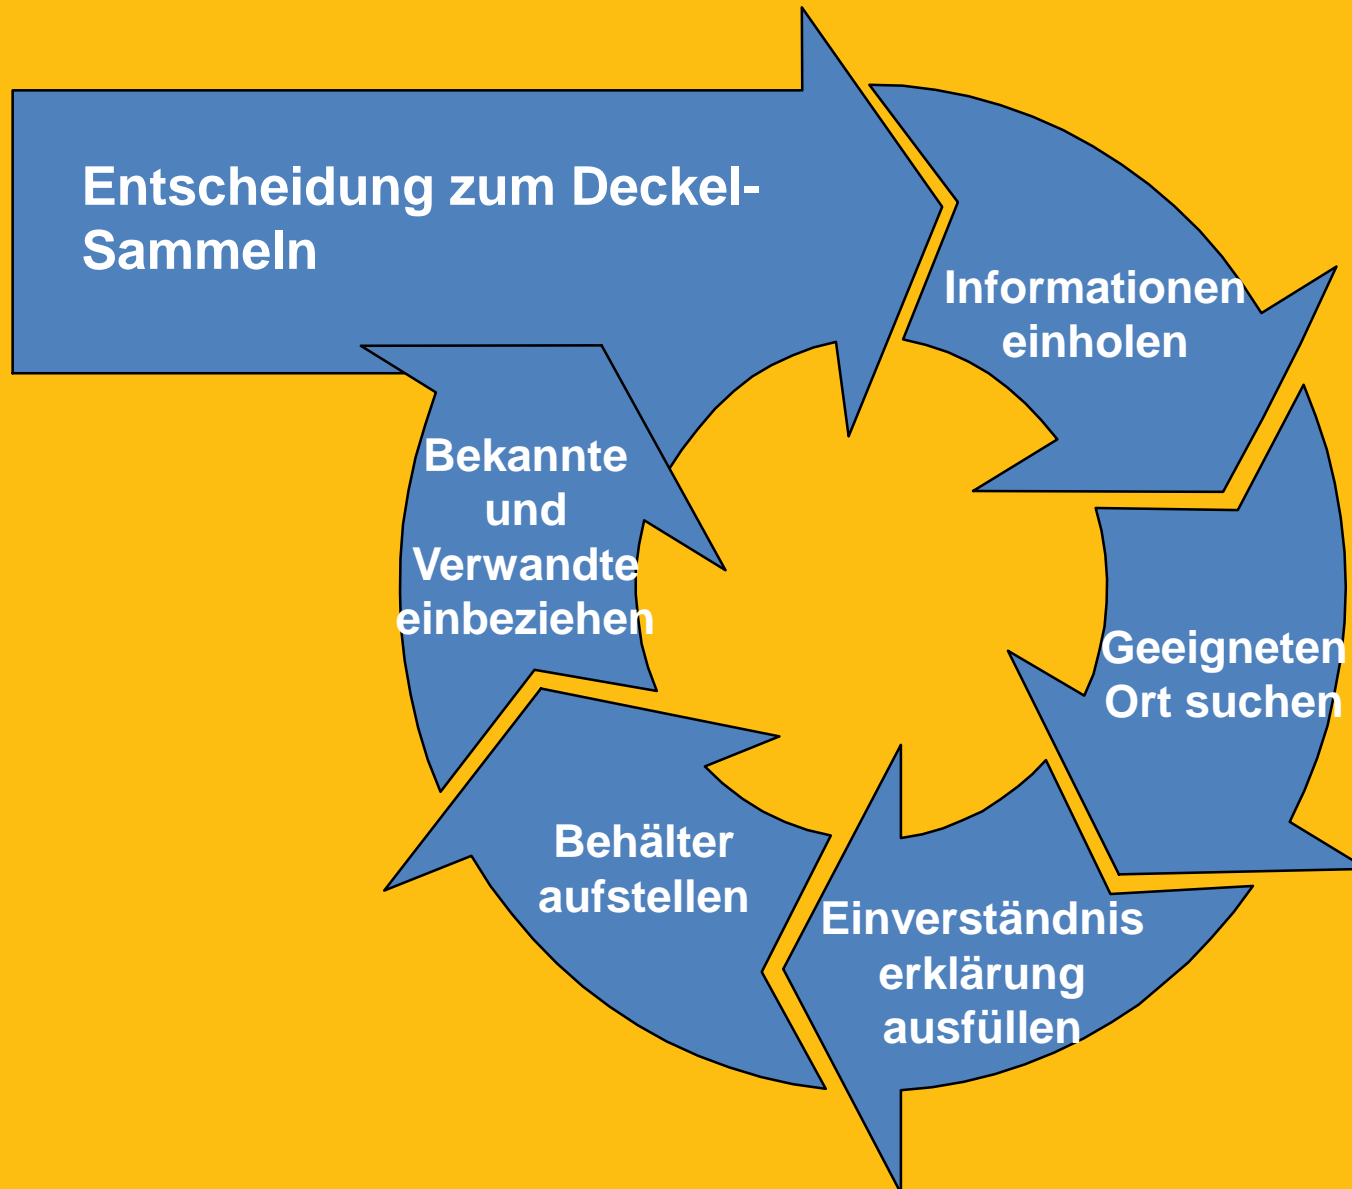 Entscheidung zum Deckel-
Sammeln
Informationen
einholen
Geeigneten
Ort suchen
Einverständnis
erklärung
ausfüllen
Behälter
aufstellen
Bekannte
und
Verwandte
einbeziehen